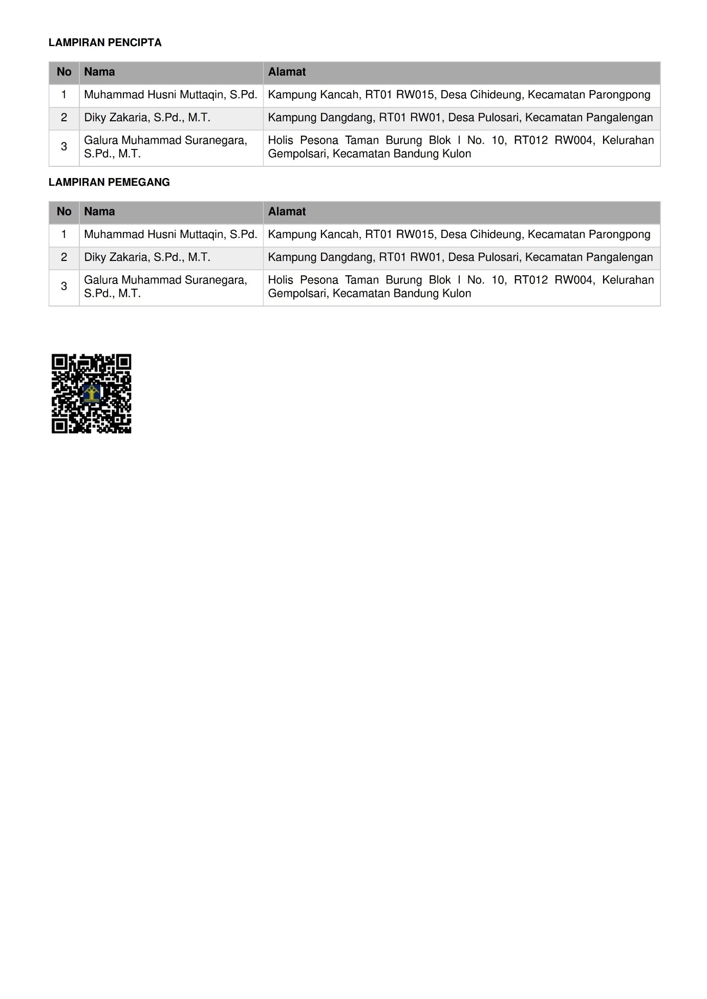 LAMPIRAN PENCIPTA
No Nama Alamat
1 Muhammad Husni Muttaqin, S.Pd. Kampung Kancah, RT01 RW015, Desa Cihideung, Kecamatan Parongpong
2 Diky Zakaria, S.Pd., M.T. Kampung Dangdang, RT01 RW01, Desa Pulosari, Kecamatan Pangalengan
3 Galura Muhammad Suranegara, Holis Pesona Taman Burung Blok I No. 10, RT012 RW004, Kelurahan
S.Pd., M.T. Gempolsari, Kecamatan Bandung Kulon
LAMPIRAN PEMEGANG
No Nama Alamat
1 Muhammad Husni Muttaqin, S.Pd. Kampung Kancah, RT01 RW015, Desa Cihideung, Kecamatan Parongpong
2 Diky Zakaria, S.Pd., M.T. Kampung Dangdang, RT01 RW01, Desa Pulosari, Kecamatan Pangalengan
3 Galura Muhammad Suranegara, Holis Pesona Taman Burung Blok I No. 10, RT012 RW004, Kelurahan
S.Pd., M.T. Gempolsari, Kecamatan Bandung Kulon